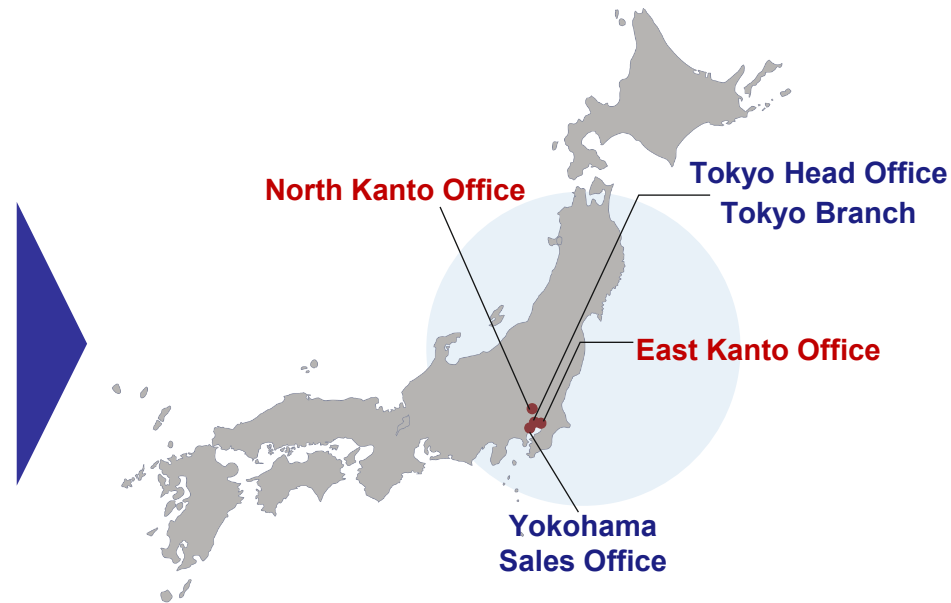 Tokyo Head Office
Tokyo Branch
North Kanto Office
East Kanto Office
Yokohama
Sales Office